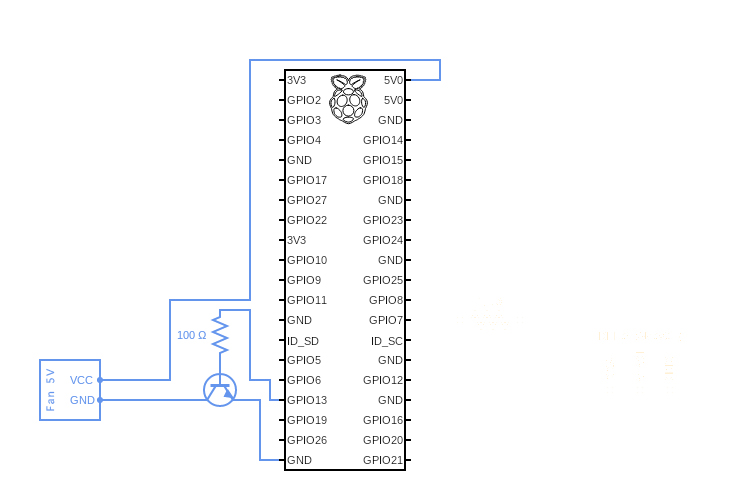 3V3 5V0
GPIO2 5V0
GPIO3 GND
GPIO4 GPIO14
GND GPIO15
GPIO17 GPIO18
GPIO27 GND
GPIO22 GPIO23
3V3 GPIO24
GPIO10 GND
GPIO9 GPIO25
GPIO11 GPIO8
GND GPIO7
100 Ω
ID_SD ID_SC
GPIO5 GND
Fan 5V
VCC
GPIO6 GPIO12
GND
GPIO13 GND
GPIO19 GPIO16
GPIO26 GPIO20
GND GPIO21